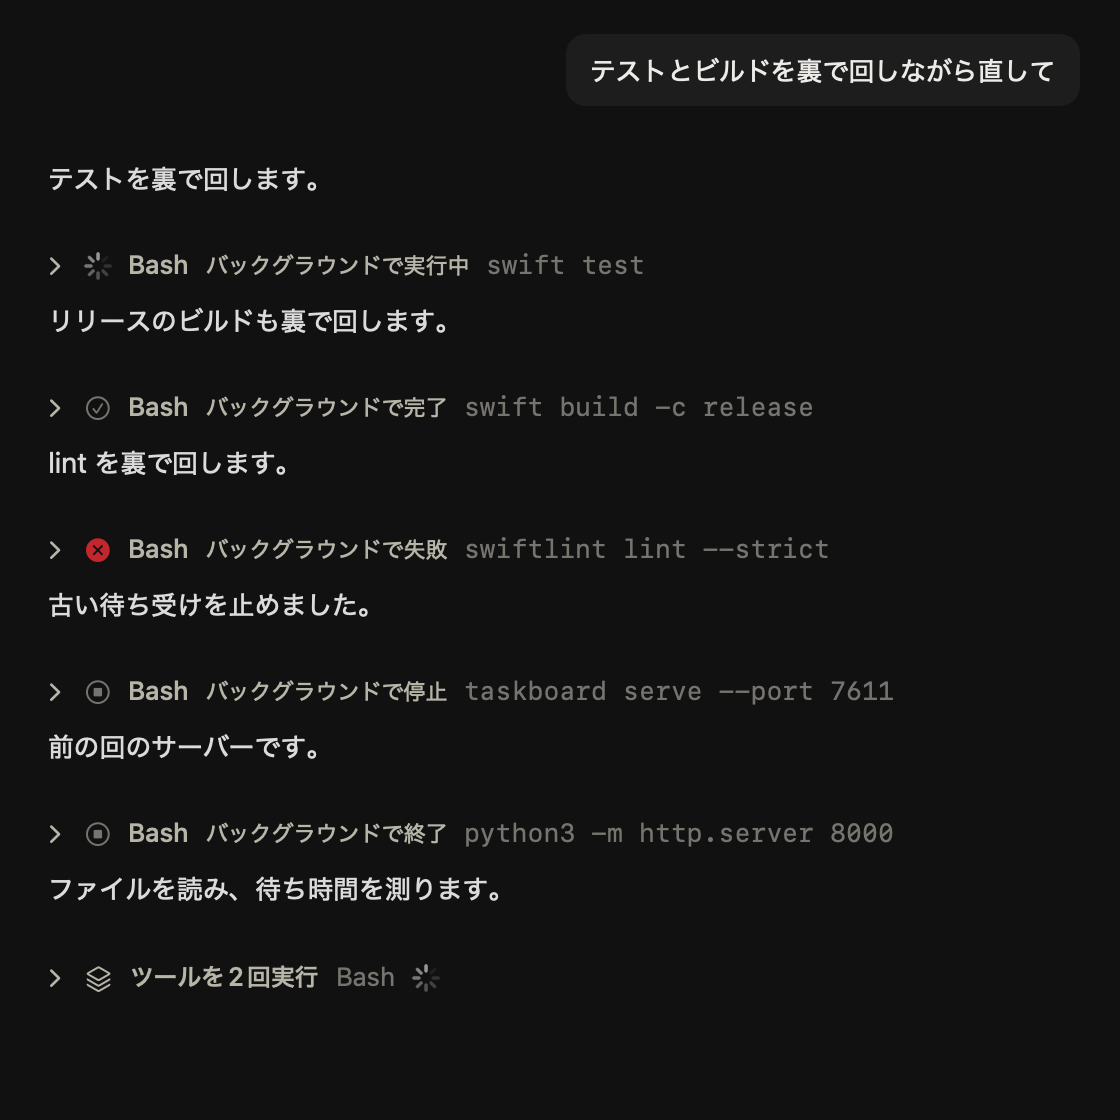 テストとビルドを裏で回しながら直して
テストを裏で回します。
Bash バックグラウンドで実行中 swift test
リリースのビルドも裏で回します。
Bash バックグラウンドで完了 swift build -c release
lint を裏で回します。
Bash バックグラウンドで失敗 swiftlint lint --strict
古い待ち受けを止めました。
Bash バックグラウンドで停止 taskboard serve --port 7611
前の回のサーバーです。
Bash バックグラウンドで終了 python3 -m http.server 8000
ファイルを読み、待ち時間を測ります。
ツールを2回実行 Bash